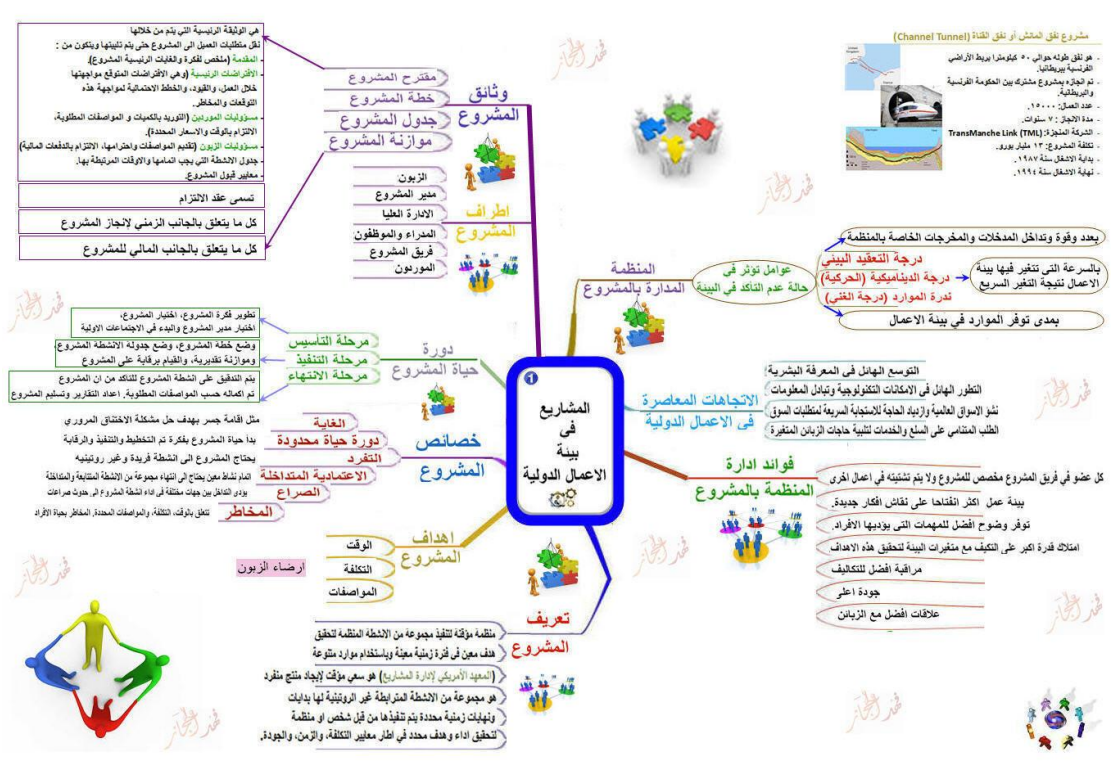 هي الوثيقة الرئيسية التي يتم من خلالها
نقل متطلبات العميل الى المشروع حتى يتم تلبيتها ويتكون من :
- المقدمة (ملخص لفكرة والغايات الرئيسية المشروع).
- الافتراضات الرئيسية (وهي الافتراضات المتوقع مواجهتها
خلال العمل، والقيود، والخطط الاحتمالية لمواجهة هذه
التوقعات والمخاطر.
- مسؤوليات الموردين (التوريد بالكميات و المواصفات المطلوبة،
الالتزام بالوقت والاسعار المحددة).
- مسؤوليات الزبون (تقديم المواصفات واحترامها، الالتزام بالدفعات المالية)
- جدول الانشطة التي يجب اتمامها والاوقات المرتبطة بها.
- معايير قبول المشروع.
تسمى عقد الالتزام
كل ما يتعلق بالجانب الزمني لإنجاز المشروع
كل ما يتعلق بالجانب المالي للمشروع
وثائق
المشروع
مقترح المشروع
خطة المشروع
جدول المشروع
موازنة المشروع
اطراف
المشروع
الزبون
مدير المشروع
الادارة العليا
المدراء والموظفون
فريق المشروع
الموردون
مشروع نفق المانش أو نفق القناة (Channel Tunnel)
- هو نفق طوله حوالي ٥٠ كيلومترا يربط الأراضي
الفرنسية ببريطانيا.
- تم انجازه بمشروع مشترك بين الحكومة الفرنسية
والبريطانية.
- عدد العمال: ١٥٠٠٠.
- مدة الانجاز : ٧ سنوات.
- الشركة المنجزة: TransManche Link (TML)
- تكلفة المشروع: ١٣ مليار يورو.
- بداية الاشغال سنة ١٩٨٧
- نهاية الاشغال سنة ١٩٩٤.
المنظمة
المدارة بالمشروع
عوامل تؤثر في
حالة عدم التأكد في البيئة
درجة التعقيد البيئي
درجة الديناميكية (الحركية)
ندرة الموارد (درجة الغنى)
بعدد وقوة وتداخل المدخلات والمخرجات الخاصة بالمنظمة
بالسرعة التي تتغير فيها بيئة
الاعمال نتيجة التغير السريع
بمدى توفر الموارد في بيئة الاعمال
دورة
حياة المشروع
مرحلة التأسيس
مرحلة التنفيذ
مرحلة الانتهاء
تطوير فكرة المشروع، اختيار المشروع،
اختيار مدير المشروع والبدء في الاجتماعات الاولية
وضع خطة المشروع، وضع جدولة الانشطة المشروع
وموازنة تقديرية، والقيام برقابة على المشروع
يتم التدقيق على انشطة المشروع للتأكد من ان المشروع
تم اكماله حسب المواصفات المطلوبة. اعداد التقارير وتسليم المشروع
1
المشاريع
في
بيئة
الاعمال الدولية
الاتجاهات المعاصرة
في الاعمال الدولية
التوسع الهائل في المعرفة البشرية
التطور الهائل في الامكانات التكنولوجية وتبادل المعلومات
نشو الاسواق العالمية وازدياد الحاجة للاستجابة السريعة لمتطلبات السوق
الطلب المتنامي على السلع والخدمات لتلبية حاجات الزبائن المتغيرة
خصائص
المشروع
الغاية
مثل اقامة جسر يهدف حل مشكلة الاختناق المروري
دورة حياة محدودة
بدأ حياة المشروع بفكرة ثم التخطيط والتنفيذ والرقابة
التفرد
يحتاج المشروع الى انشطة فريدة وغير روتينيه
الاعتمادية المتداخلة
اتمام نشاط معين يحتاج الى انتهاء مجموعة من الانشطة المتتابعة والمتداخلة
الصراع
يؤدي التداخل بين جهات مختلفة في اداء انشطة المشروع الى حدوث صراعات
المخاطر
تتعلق بالوقت، التكلفة، والمواصفات المحددة، المخاطر بحياة الافراد
فوائد ادارة
المنظمة بالمشروع
كل عضو في فريق المشروع مخصص للمشروع ولا يتم تشتيته في اعمال اخرى
بيئة عمل اكثر انفتاحا على نقاش افكار جديدة.
توفر وضوح افضل للمهمات التي يؤديها الافراد.
امتلاك قدرة اكبر على التكيف مع متغيرات البيئة لتحقيق هذه الاهداف
مراقبة افضل للتكاليف
جودة اعلى
علاقات افضل مع الزبائن
اهداف
المشروع
الوقت
التكلفة
المواصفات
ارضاء الزبون
تعريف
المشروع
منظمة مؤقتة لتنفيذ مجموعة من الانشطة المنظمة لتحقيق
هدف معين في فترة زمنية معينة وباستخدام موارد متنوعة
(المعهد الأمريكي لإدارة المشاريع) هو سعي مؤقت لإيجاد منتج منفرد
هو مجموعة من الانشطة المترابطة غير الروتينية لها بدايات
ونهايات زمنية محددة يتم تنفيذها من قبل شخص او منظمة
لتحقيق اداء وهدف محدد في اطار معايير التكلفة، والزمن، والجودة.